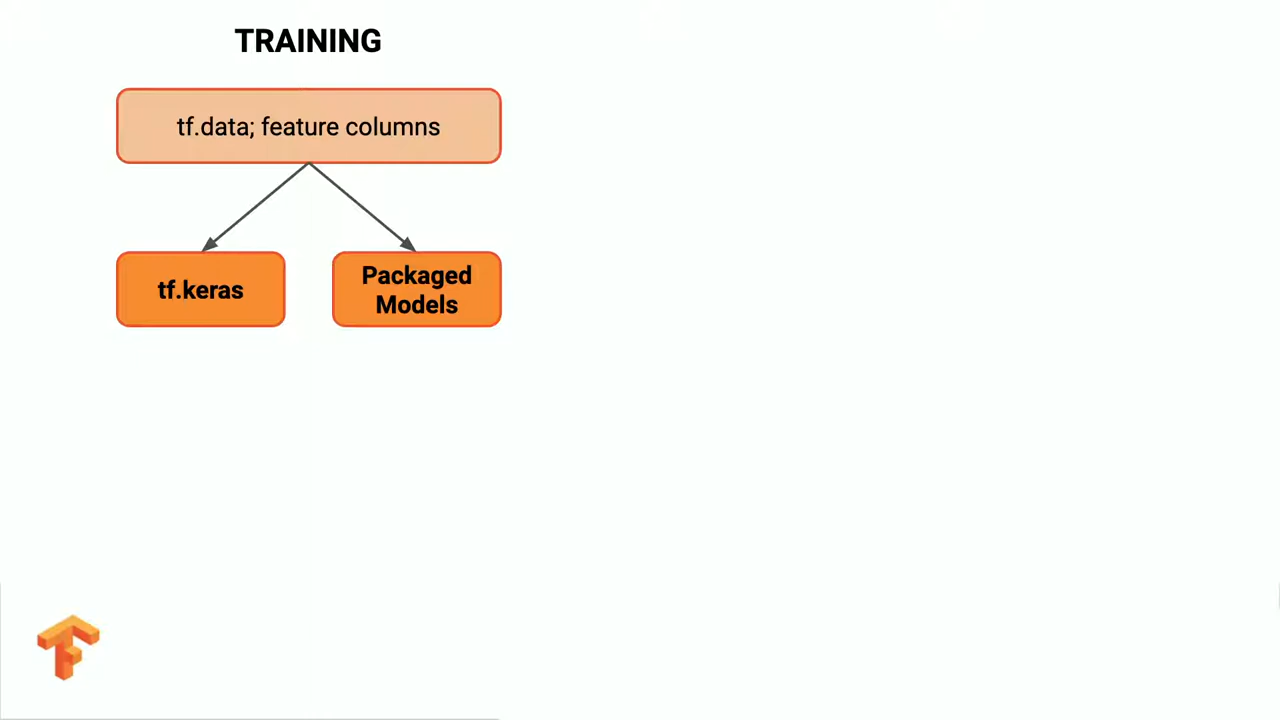 TRAINING
tf.data; feature columns
tf.keras
Packaged
Models